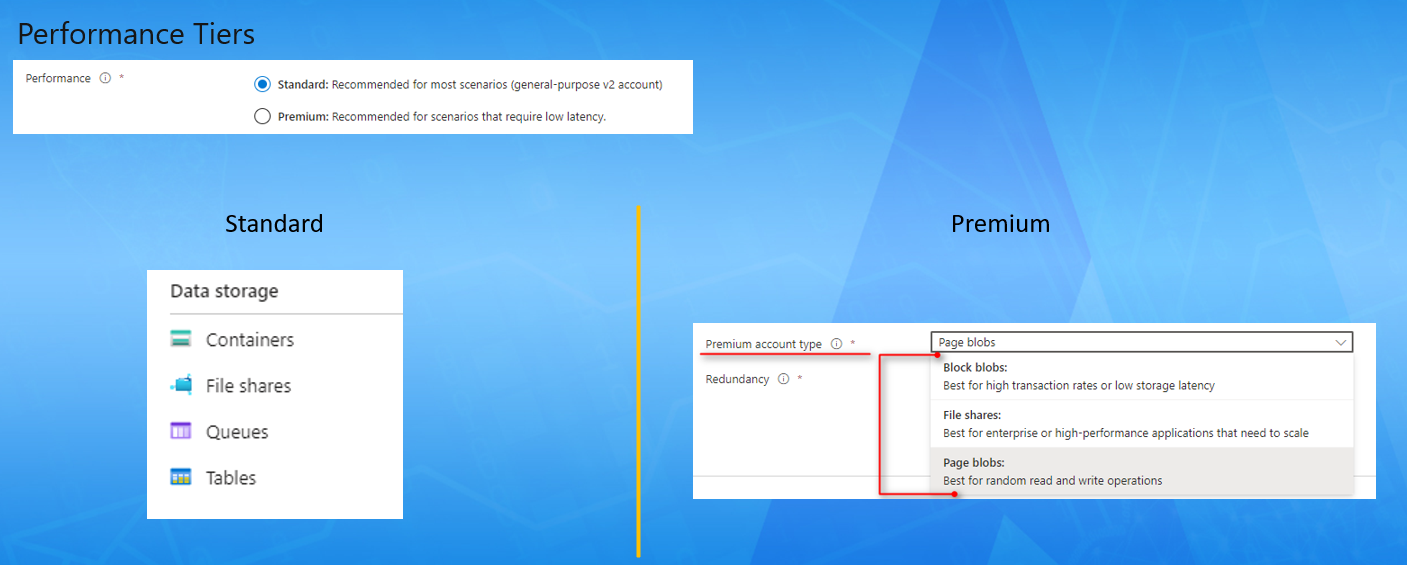 Performance Tiers
Performance *
Standard: Recommended for most scenarios (general-purpose v2 account)
Premium: Recommended for scenarios that require low latency.
Standard
Data storage
Containers
File shares
Queues
Tables
Premium
Premium account type *
Page blobs
Redundancy *
Block blobs:
Best for high transaction rates or low storage latency
File shares:
Best for enterprise or high-performance applications that need to scale
Page blobs:
Best for random read and write operations